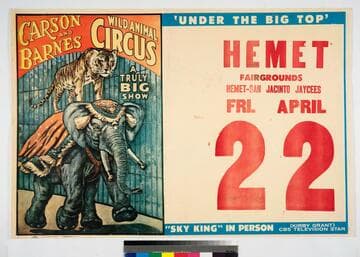 CARSON AND BARNES WILD ANIMAL CIRCUS
A TRULY BIG SHOW
'UNDER THE BIG TOP'
HEMET
FAIRGROUNDS
HEMET-SAN JACINTO JAYCEES
FRI APRIL
22
"SKY KING" IN PERSON (KIRBY GRANT) CBS TELEVISION STAR